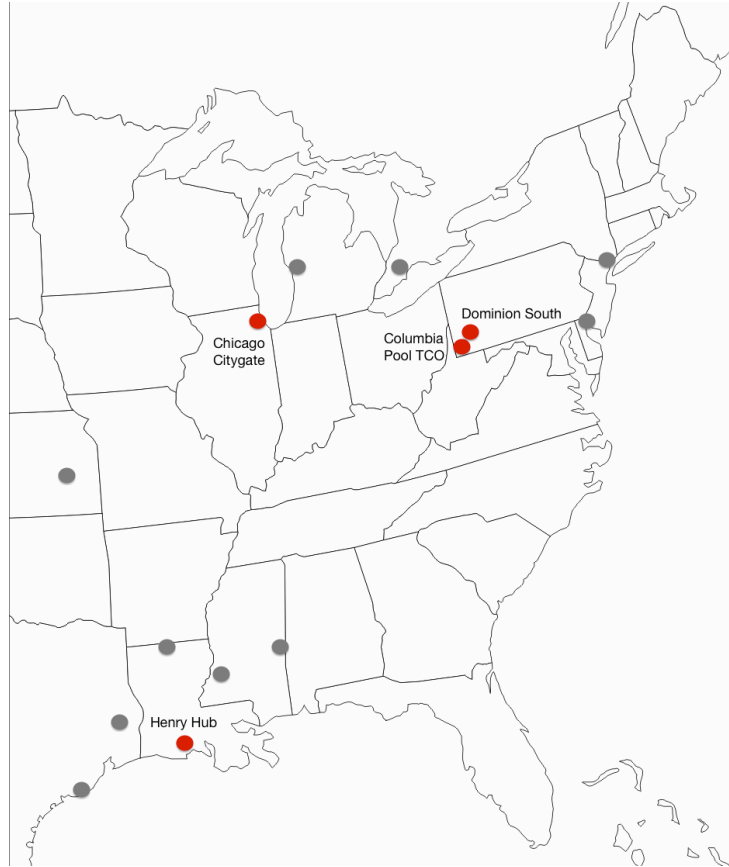 Dominion South
Chicago
Citygate
Columbia
Pool TCO
Henry Hub